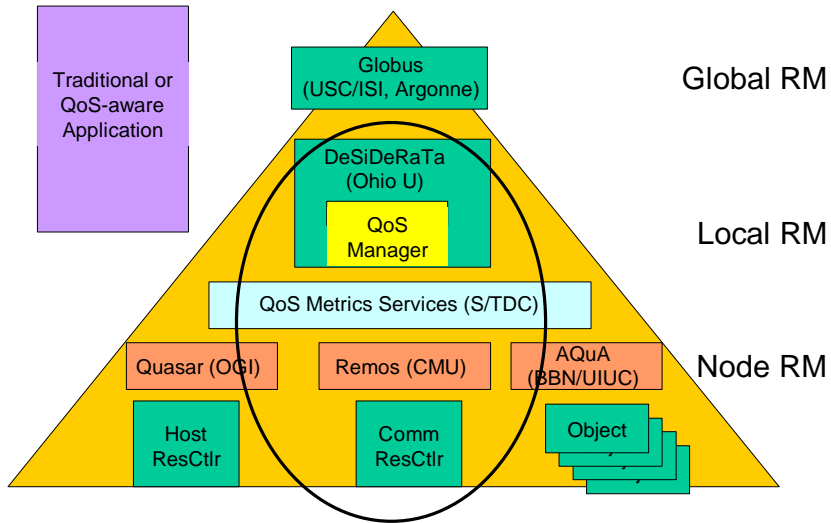 Traditional or
QoS-aware
Application
Globus
(USC/ISI, Argonne)
Global RM
DeSiDeRaTa
(Ohio U)
QoS
Manager
Local RM
QoS Metrics Services (S/TDC)
Quasar (OGI)
Remos (CMU)
AQuA
(BBN/UIUC)
Node RM
Host
ResCtlr
Comm
ResCtlr
Object